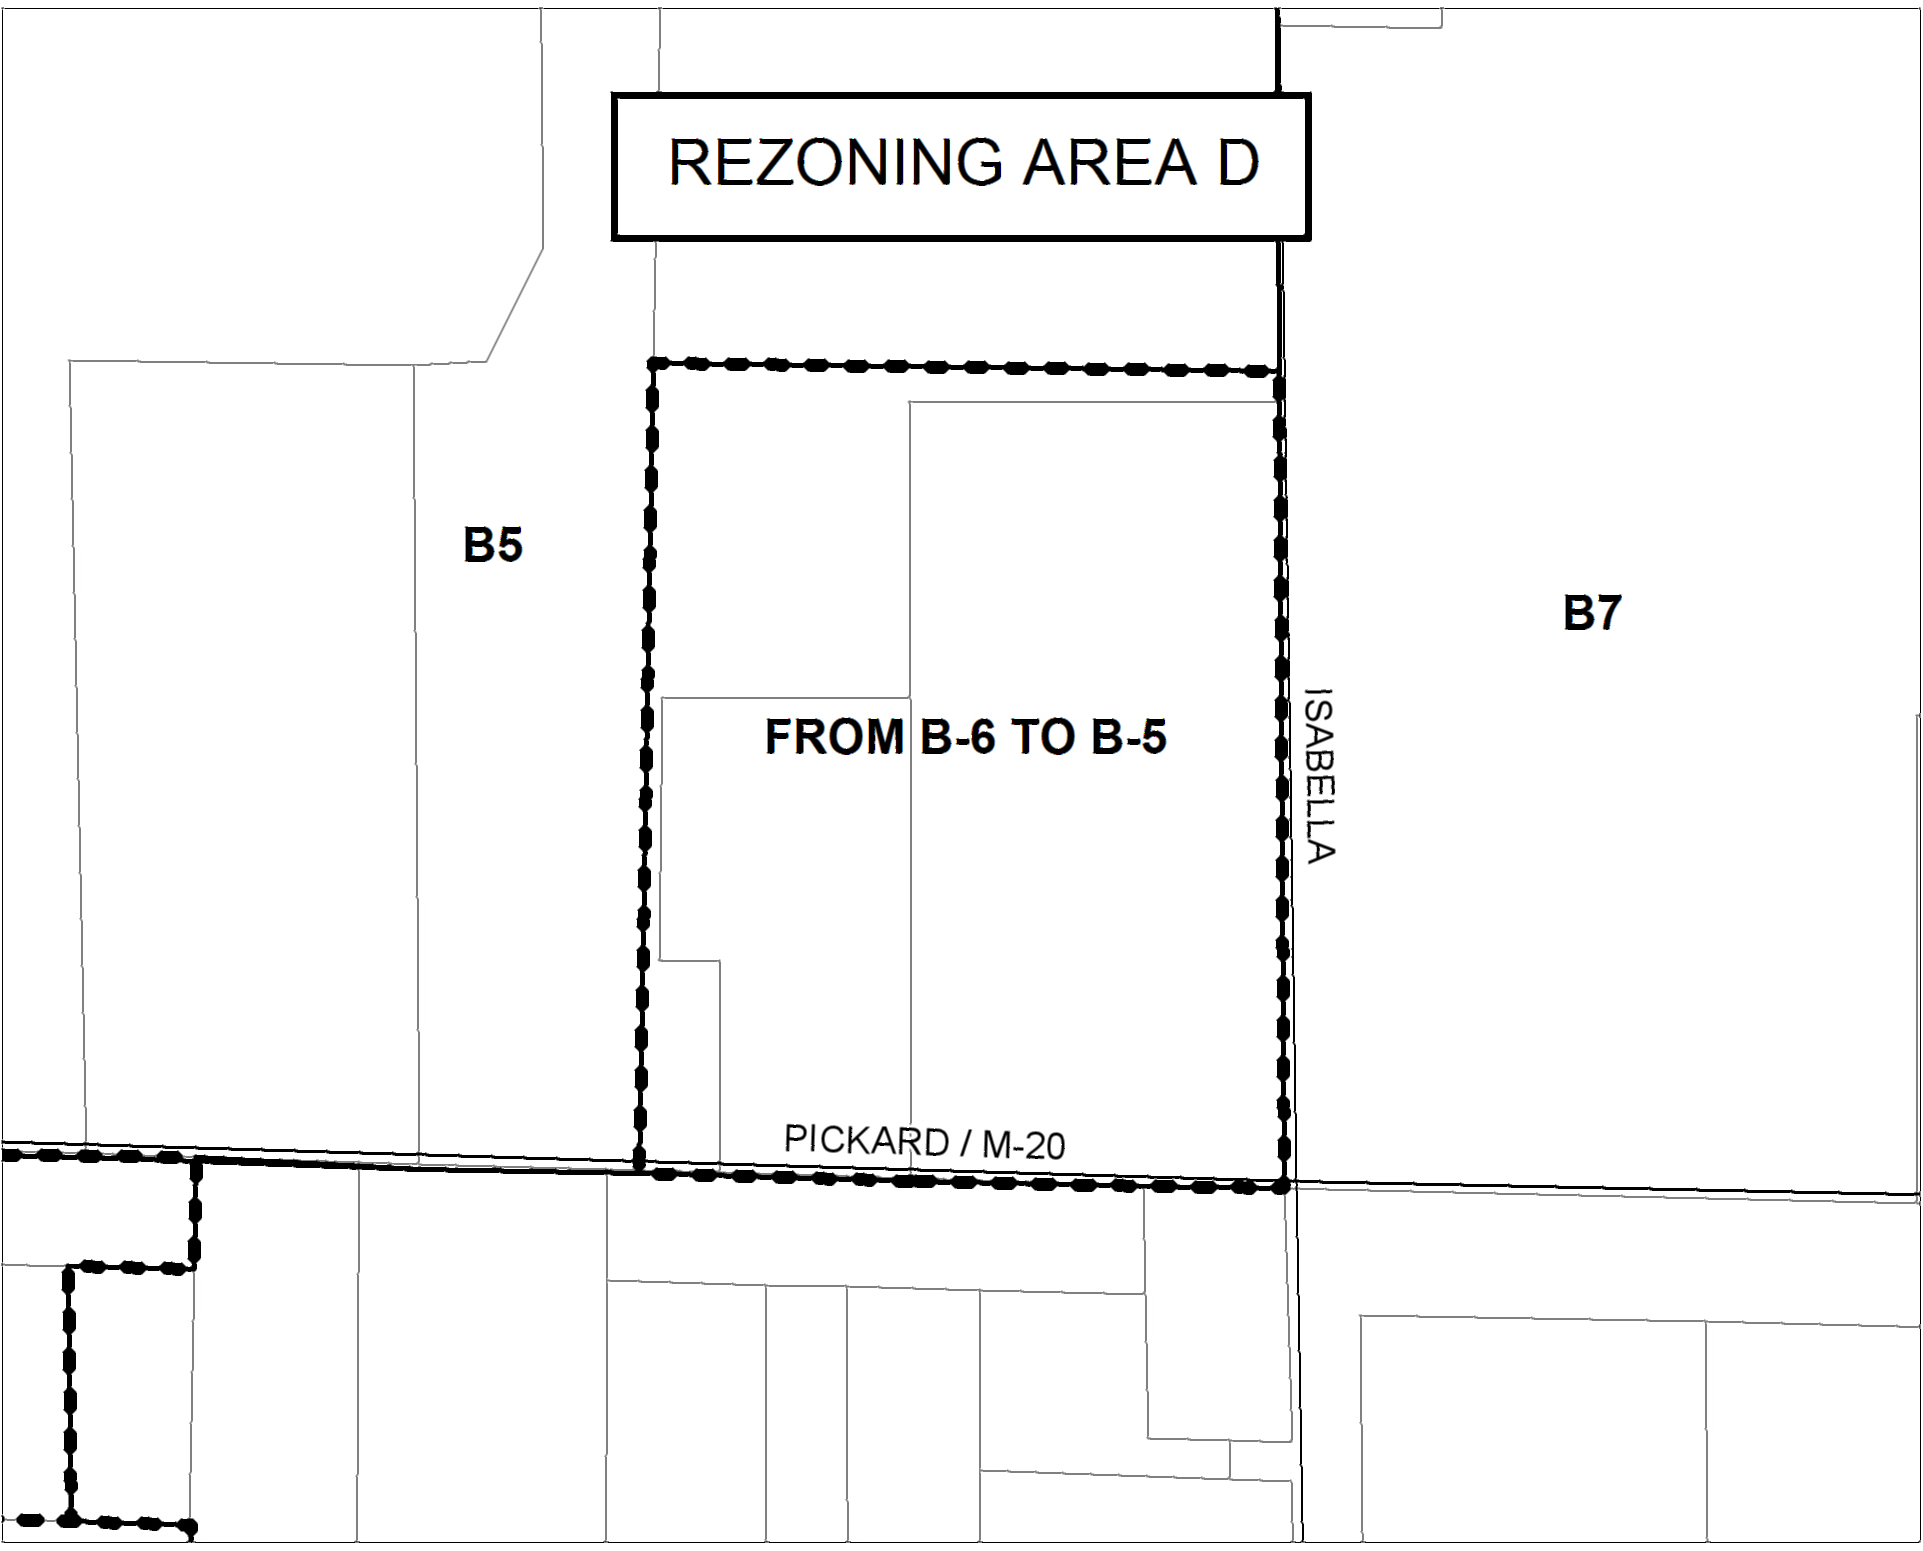 REZONING AREA D
B5
B7
FROM B-6 TO B-5
ISABELLA
PICKARD / M-20